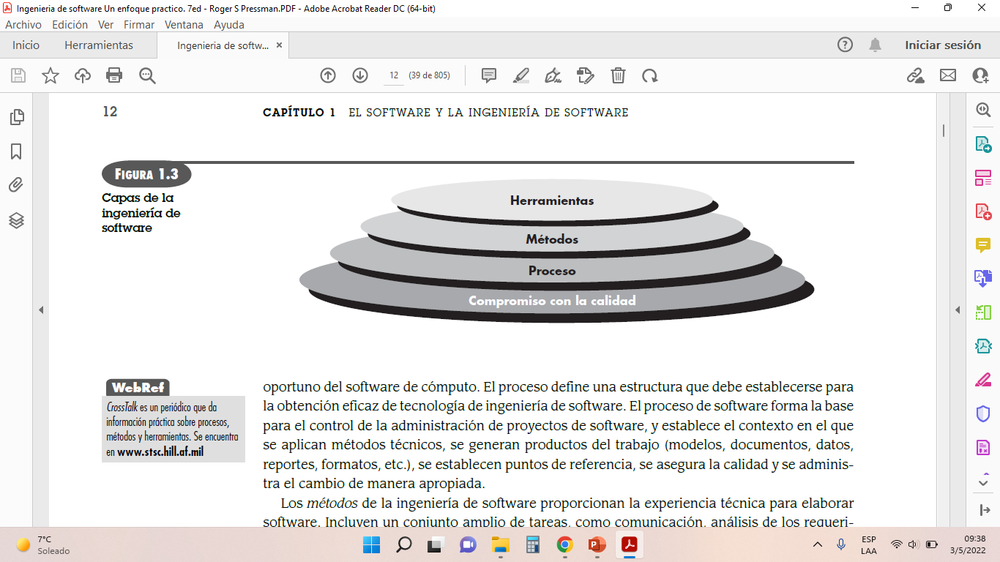 Ingenieria de software Un enfoque practico. 7ed - Roger S Pressman.PDF - Adobe Acrobat Reader DC (64-bit)
Archivo Edición Ver Firmar Ventana Ayuda
Inicio Herramientas Ingenieria de softw... × Iniciar sesión
12 (39 de 805)
12 CAPÍTULO 1 EL SOFTWARE Y LA INGENIERÍA DE SOFTWARE
FIGURA 1.3
Capas de la
ingeniería de
software
Herramientas
Métodos
Proceso
Compromiso con la calidad
WebRef
CrossTalk es un periódico que da
información práctica sobre procesos,
métodos y herramientas. Se encuentra
en www.stsc.hill.af.mil
oportuno del software de cómputo. El proceso define una estructura que debe establecerse para
la obtención eficaz de tecnología de ingeniería de software. El proceso de software forma la base
para el control de la administración de proyectos de software, y establece el contexto en el que
se aplican métodos técnicos, se generan productos del trabajo (modelos, documentos, datos,
reportes, formatos, etc.), se establecen puntos de referencia, se asegura la calidad y se adminis-
tra el cambio de manera apropiada.
Los métodos de la ingeniería de software proporcionan la experiencia técnica para elaborar
software. Incluyen un conjunto amplio de tareas, como comunicación, análisis de los requeri-
7°C
Soleado
ESP
LAA
09:38
3/5/2022